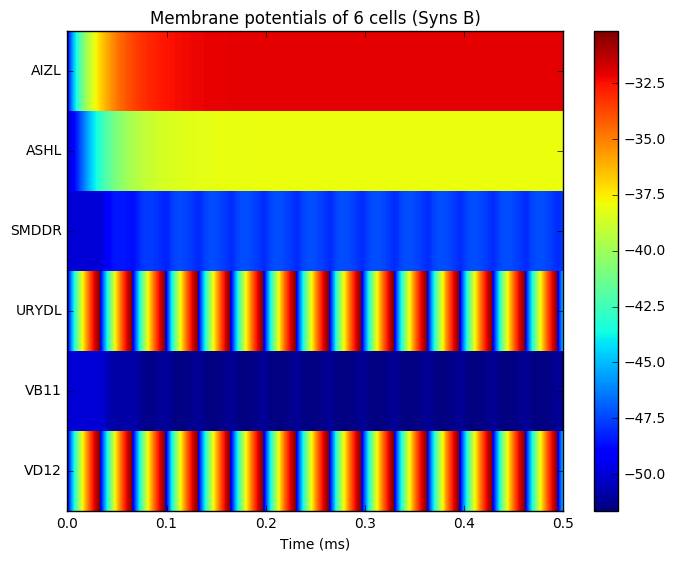 Membrane potentials of 6 cells (Syns B)
AIZL
ASHL
SMDDR
URYDL
VB11
VD12
0.0 0.1 0.2 0.3 0.4 0.5
Time (ms)
−32.5
−35.0
−37.5
−40.0
−42.5
−45.0
−47.5
−50.0